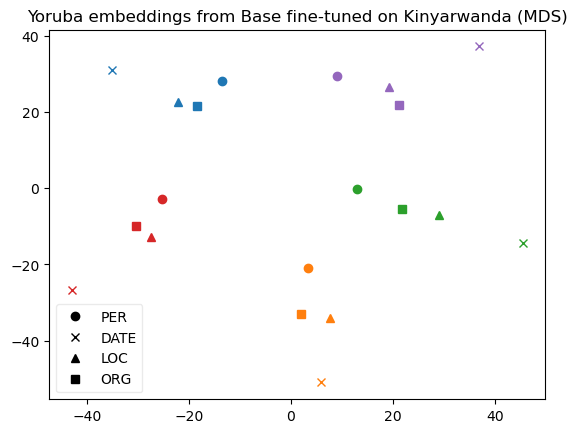 Yoruba embeddings from Base fine-tuned on Kinyarwanda (MDS)
40
20
0
−20
−40
PER
DATE
LOC
ORG
−40 −20 0 20 40